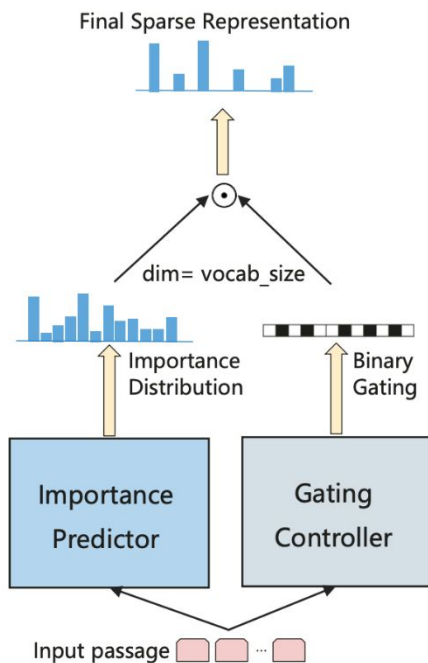 Final Sparse Representation
dim= vocab_size
Importance
Distribution
Binary
Gating
Importance
Predictor
Gating
Controller
Input passage
...